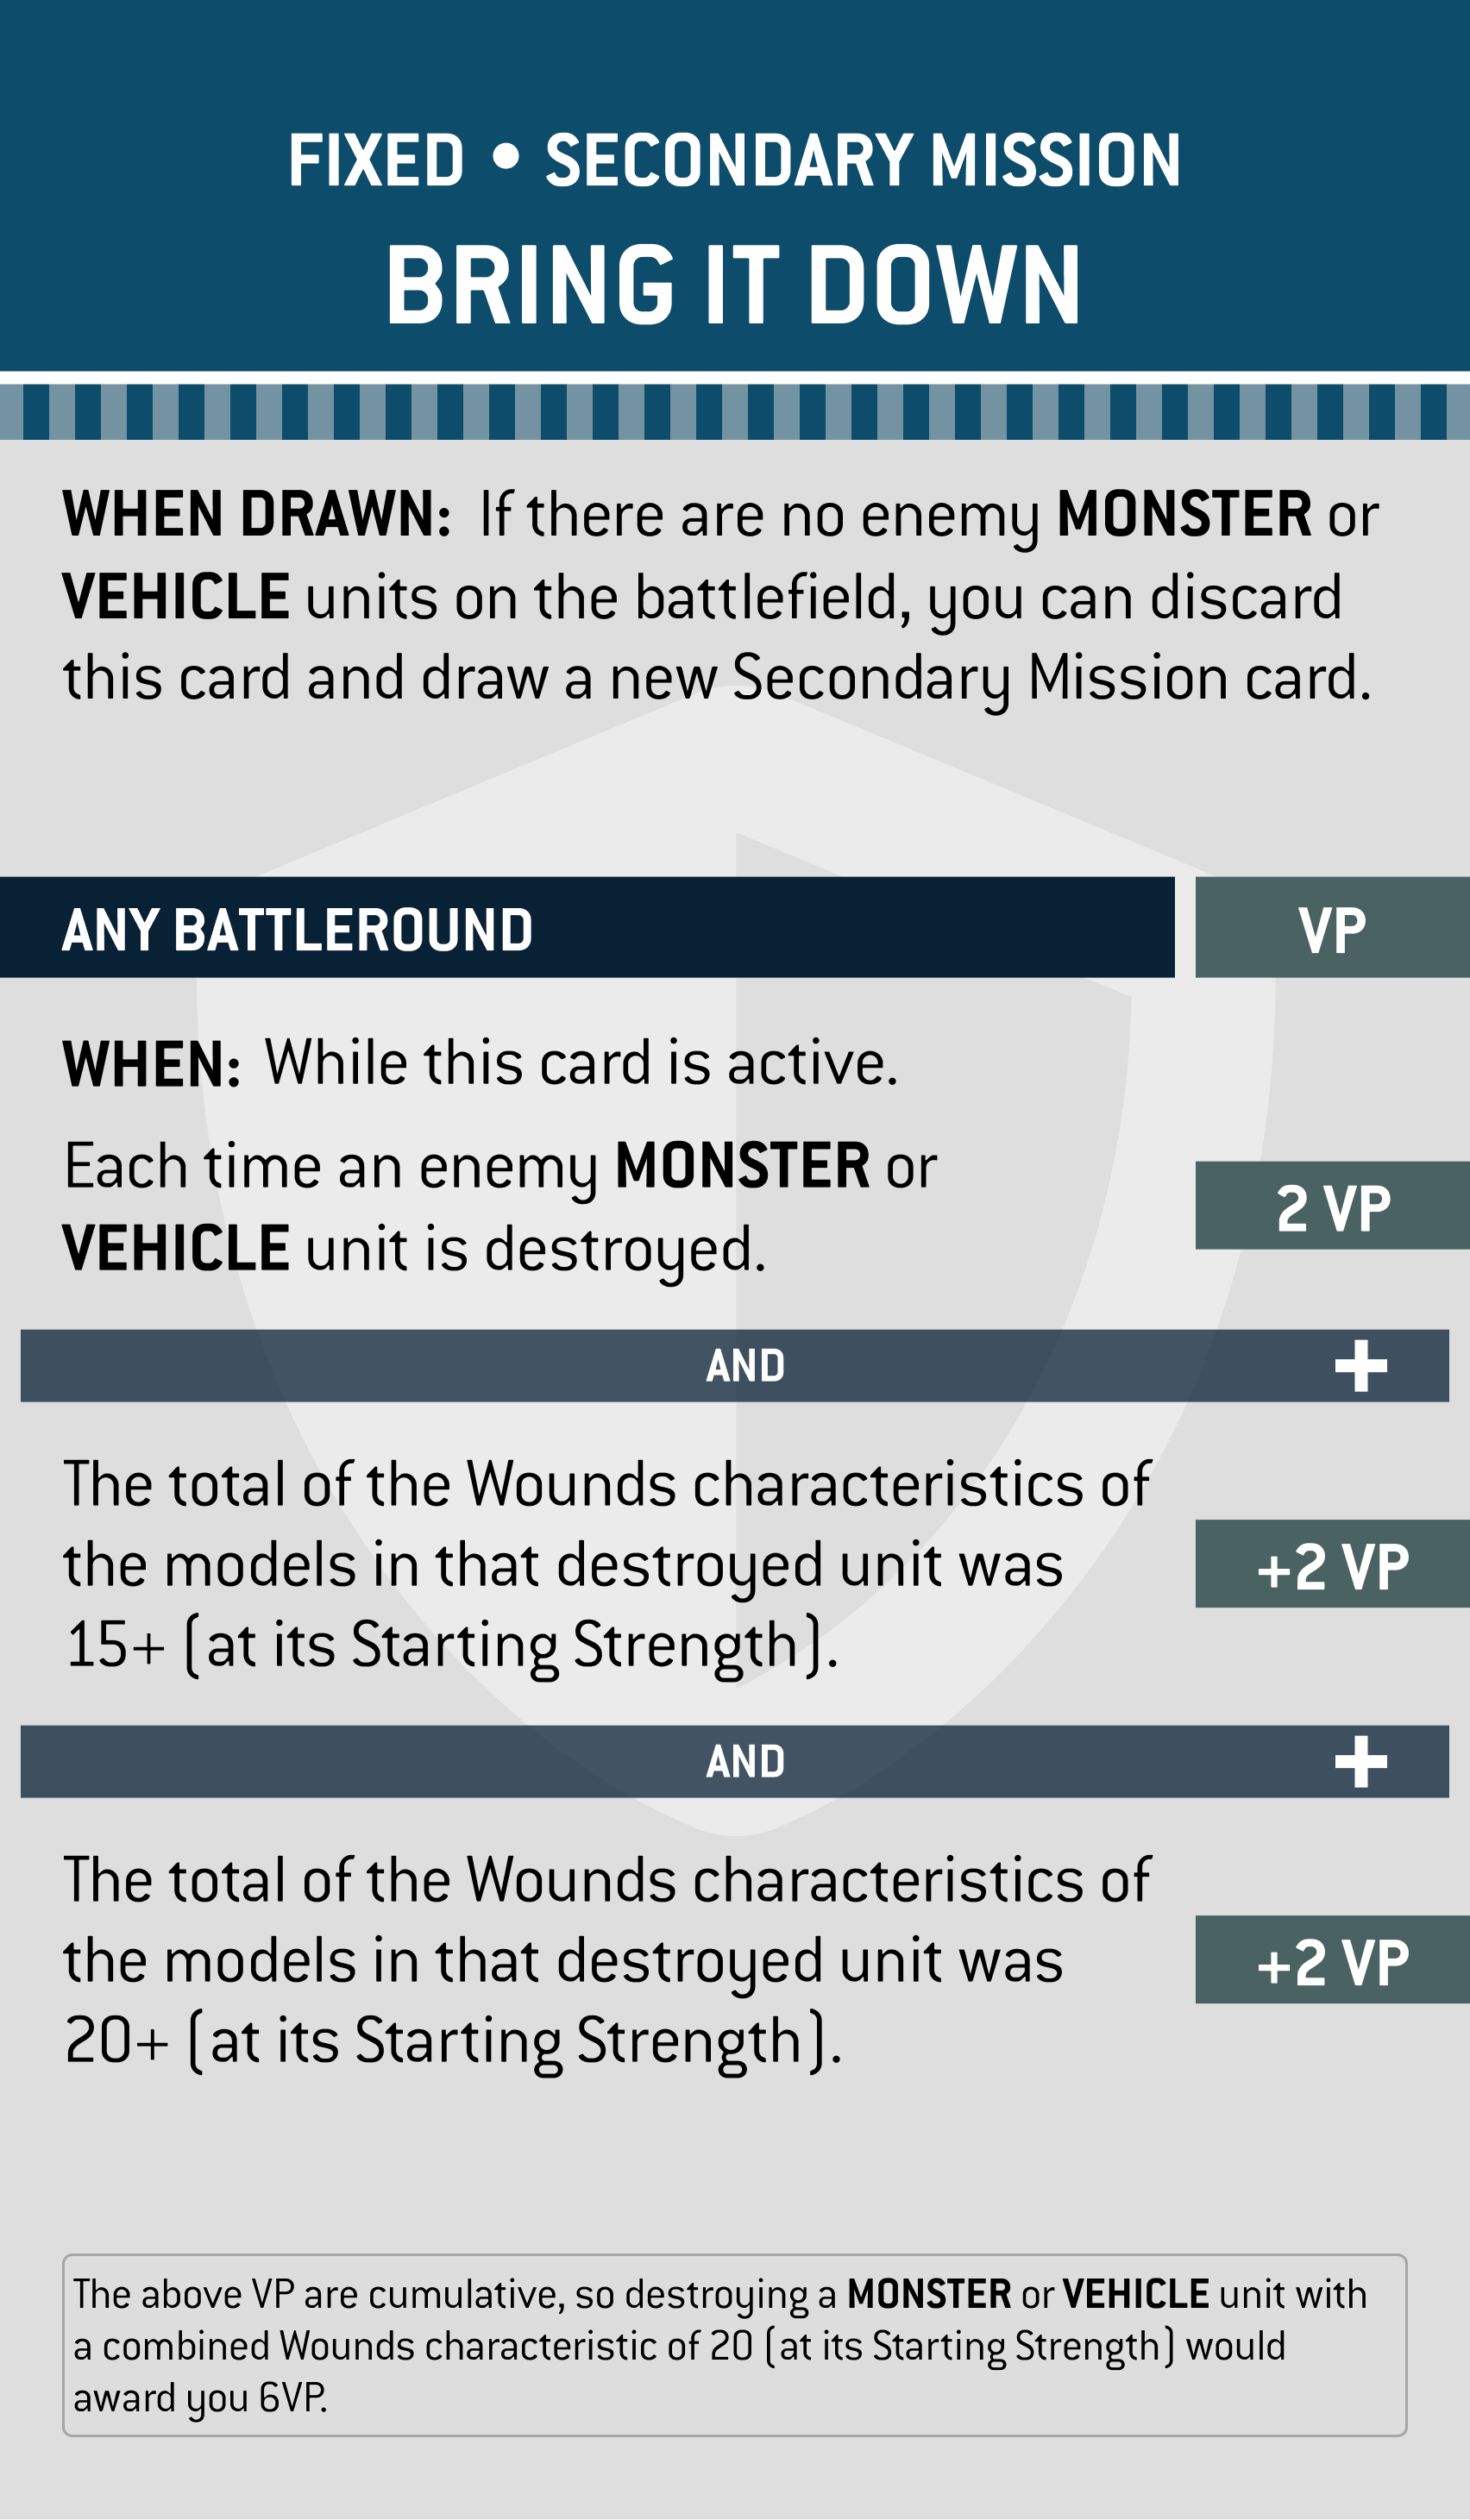 FIXED • SECONDARY MISSION
BRING IT DOWN
WHEN DRAWN: If there are no enemy MONSTER or
VEHICLE units on the battlefield, you can discard
this card and draw a new Secondary Mission card.
ANY BATTLEROUND
VP
WHEN: While this card is active.
Each time an enemy MONSTER or
VEHICLE unit is destroyed.
2 VP
AND +
The total of the Wounds characteristics of
the models in that destroyed unit was
15+ (at its Starting Strength).
+2 VP
AND +
The total of the Wounds characteristics of
the models in that destroyed unit was
20+ (at its Starting Strength).
+2 VP
The above VP are cumulative, so destroying a MONSTER or VEHICLE unit with
a combined Wounds characteristic of 20 (at its Starting Strength) would
award you 6VP.